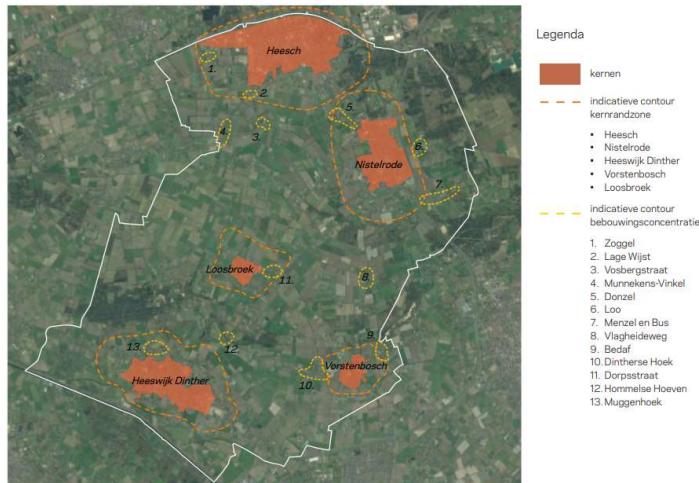 Heesch
1.
2.
3.
4.
5.
Nistelrode
6.
7.
Loosbroek
11.
8.
9.
13.
12.
Heeswijk Dinther
10.
Vorstenbosch
Legenda
kernen
indicatieve contour
kernrandzone
• Heesch
• Nistelrode
• Heeswijk Dinther
• Vorstenbosch
• Loosbroek
indicatieve contour
bebouwingsconcentratie
1. Zoggel
2. Lage Wijst
3. Vosbergstraat
4. Munnekens-Vinkel
5. Donzel
6. Loo
7. Menzel en Bus
8. Vlagheideweg
9. Bedaf
10. Dintherse Hoek
11. Dorpsstraat
12. Hommelse Hoeven
13. Muggenhoek